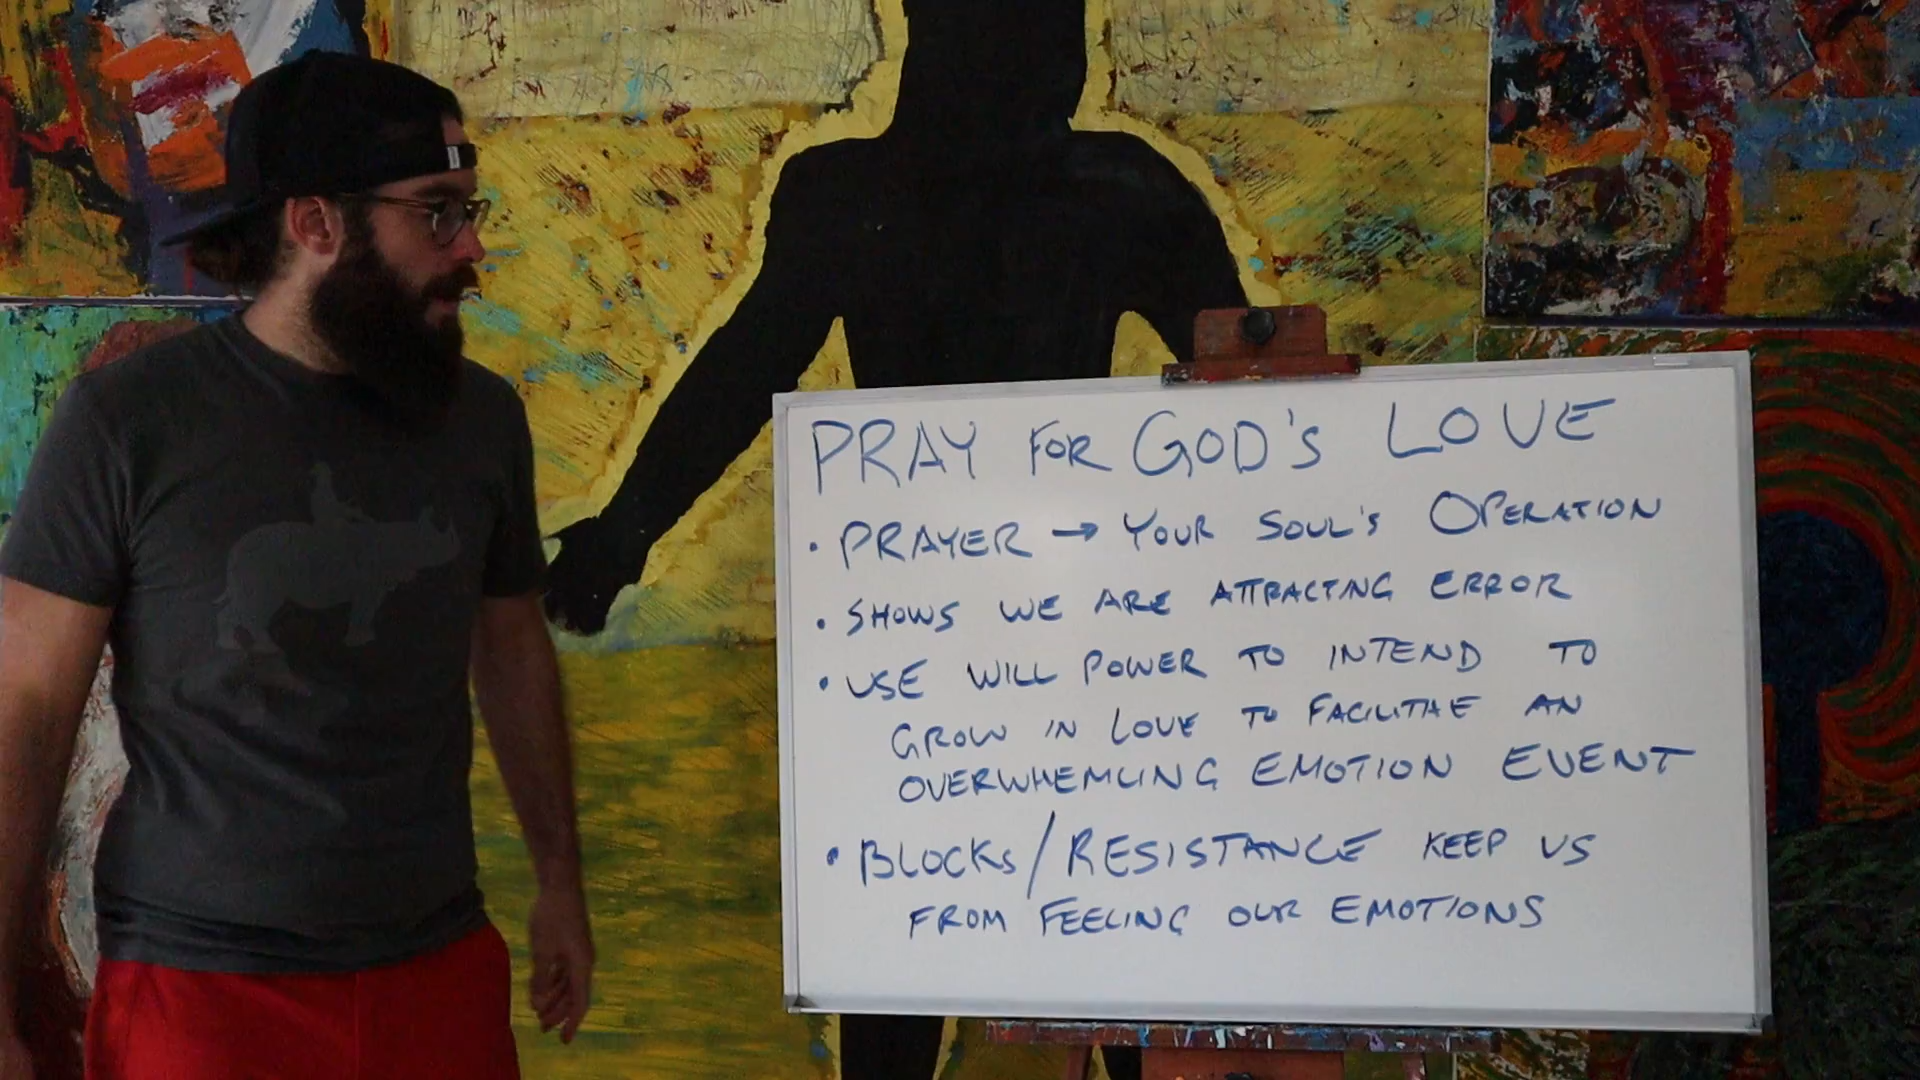 PRAY FOR GOD'S LOVE
• PRAYER → YOUR SOUL'S OPERATION
• SHOWS WE ARE ATTRACTING ERROR
• USE WILL POWER TO INTEND TO
GROW IN LOVE TO FACILITAE AN
OVERWHEMLING EMOTION EVENT
• BLOCKS/RESISTANCE KEEP US
FROM FEELING OUR EMOTIONS